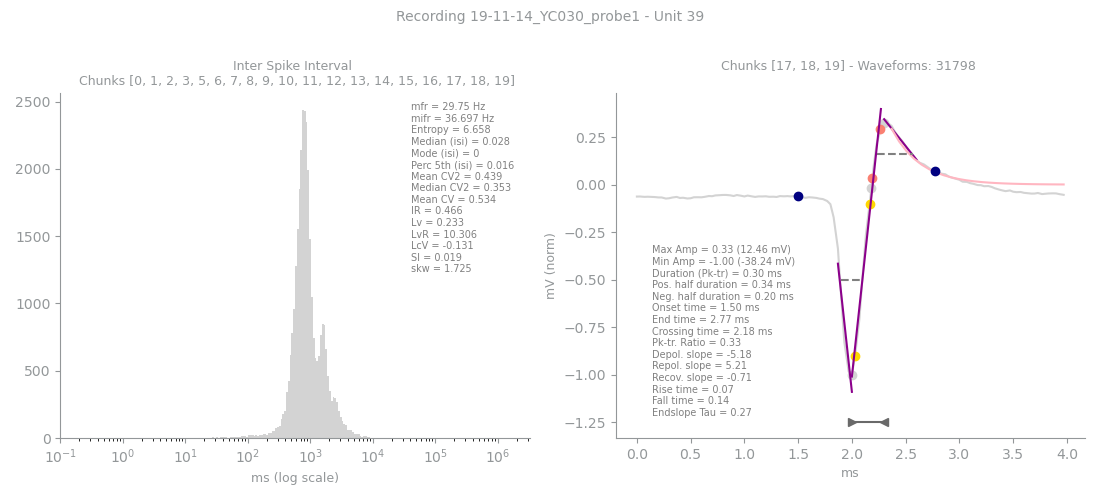 Recording 19-11-14_YC030_probe1 - Unit 39
Inter Spike Interval
Chunks [0, 1, 2, 3, 5, 6, 7, 8, 9, 10, 11, 12, 13, 14, 15, 16, 17, 18, 19]
2500
2000
1500
1000
500
0
mfr = 29.75 Hz
mifr = 36.697 Hz
Entropy = 6.658
Median (isi) = 0.028
Mode (isi) = 0
Perc 5th (isi) = 0.016
Mean CV2 = 0.439
Median CV2 = 0.353
Mean CV = 0.534
IR = 0.466
Lv = 0.233
LvR = 10.306
LcV = -0.131
SI = 0.019
skw = 1.725
10⁻¹ 10⁰ 10¹ 10² 10³ 10⁴ 10⁵ 10⁶
ms (log scale)
Chunks [17, 18, 19] - Waveforms: 31798
mV (norm)
0.25
0.00
−0.25
−0.50
−0.75
−1.00
−1.25
Max Amp = 0.33 (12.46 mV)
Min Amp = -1.00 (-38.24 mV)
Duration (Pk-tr) = 0.30 ms
Pos. half duration = 0.34 ms
Neg. half duration = 0.20 ms
Onset time = 1.50 ms
End time = 2.77 ms
Crossing time = 2.18 ms
Pk-tr. Ratio = 0.33
Depol. slope = -5.18
Repol. slope = 5.21
Recov. slope = -0.71
Rise time = 0.07
Fall time = 0.14
Endslope Tau = 0.27
0.0 0.5 1.0 1.5 2.0 2.5 3.0 3.5 4.0
ms